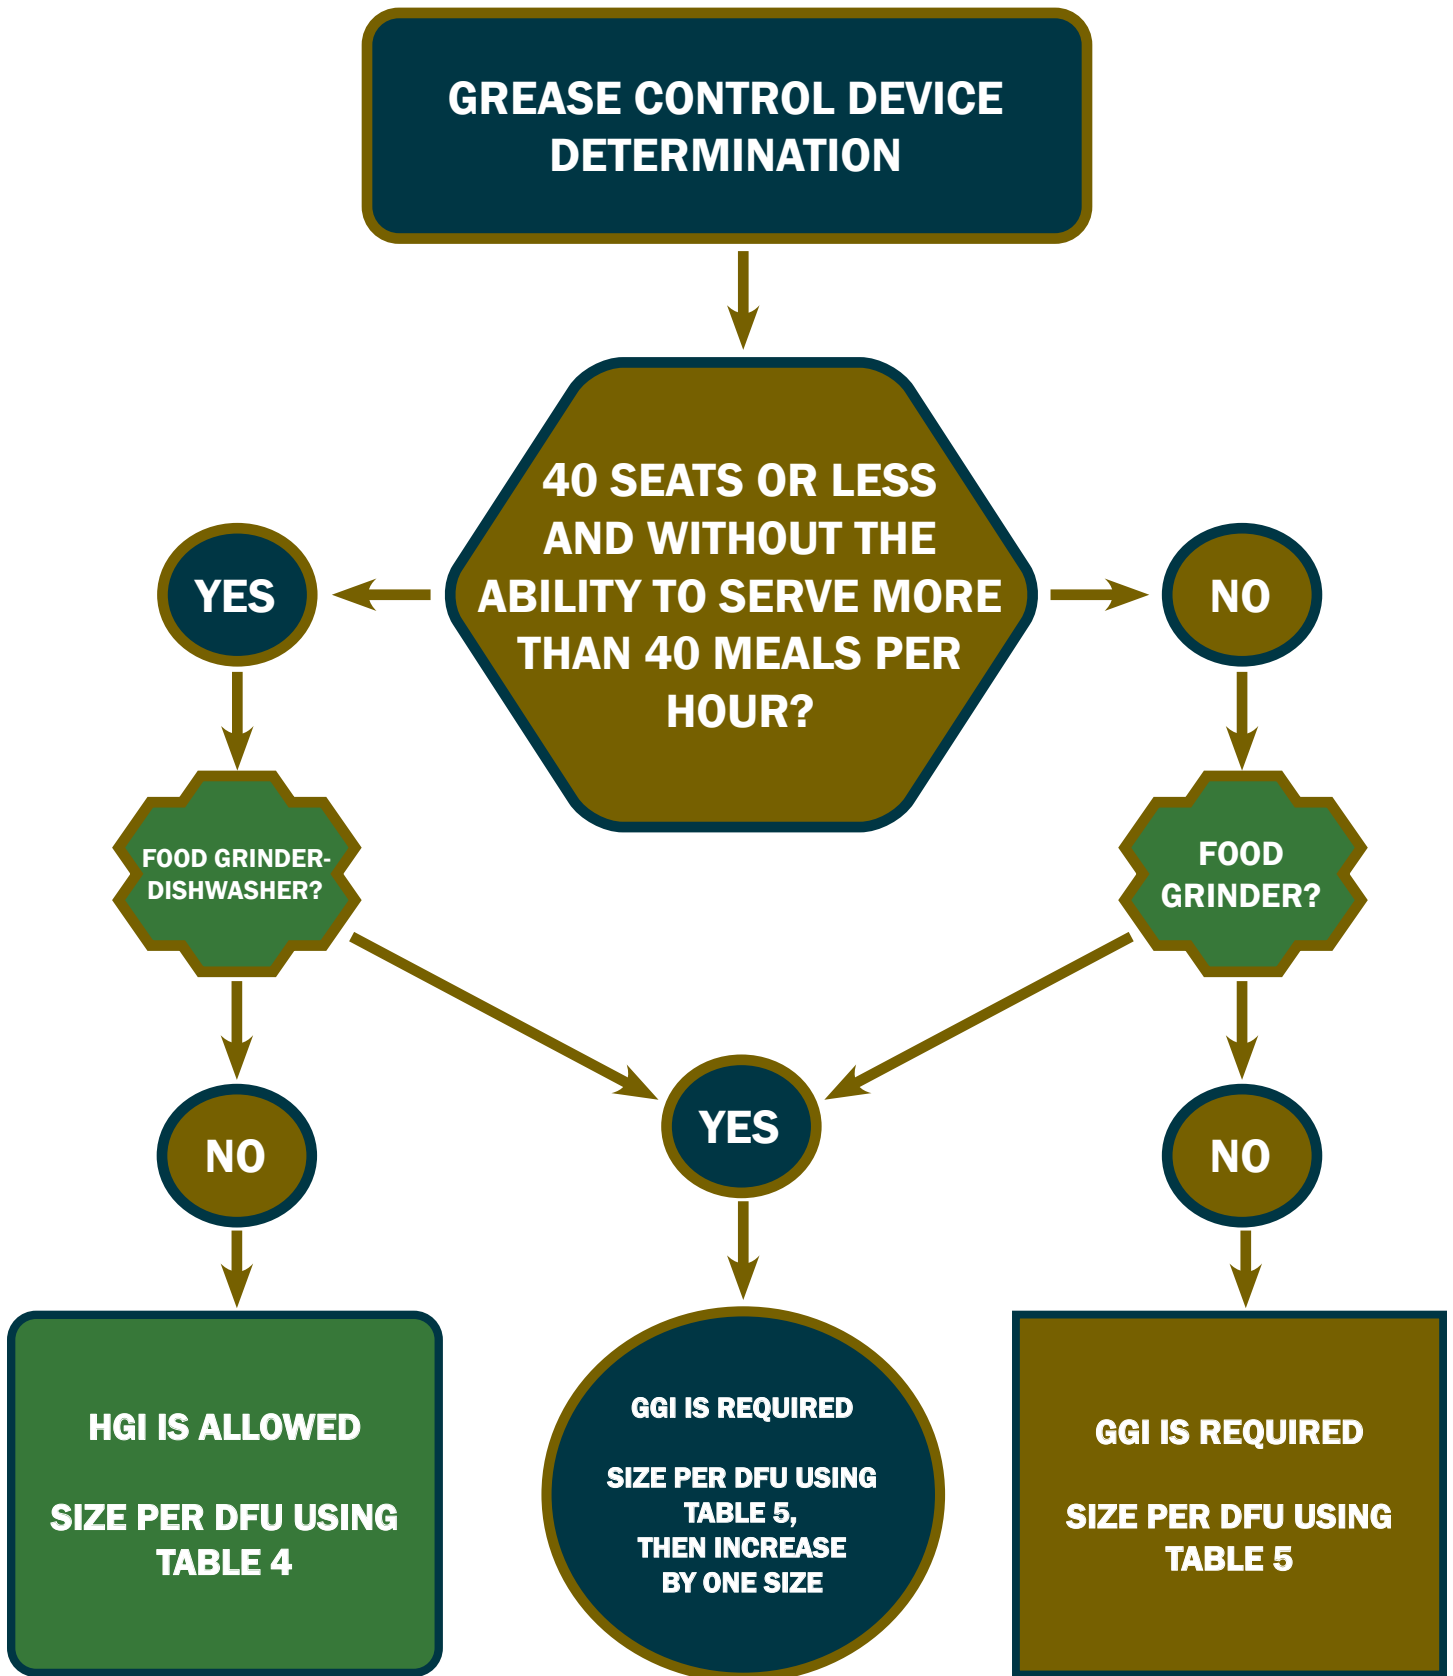 GREASE CONTROL DEVICE
DETERMINATION
40 SEATS OR LESS
AND WITHOUT THE
ABILITY TO SERVE MORE
THAN 40 MEALS PER
HOUR?
YES
NO
FOOD GRINDER-
DISHWASHER?
FOOD
GRINDER?
YES
NO
NO
HGI IS ALLOWED
SIZE PER DFU USING
TABLE 4
GGI IS REQUIRED
SIZE PER DFU USING
TABLE 5,
THEN INCREASE
BY ONE SIZE
GGI IS REQUIRED
SIZE PER DFU USING
TABLE 5